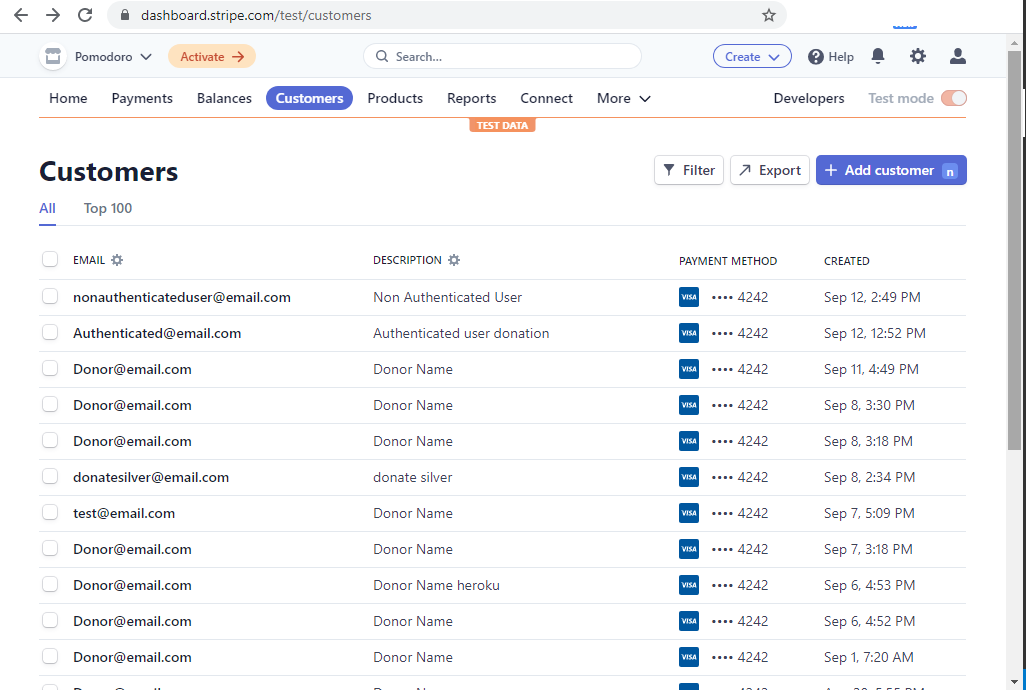 dashboard.stripe.com/test/customers
Pomodoro Activate → Search... Create Help
Home Payments Balances Customers Products Reports Connect More Developers Test mode
TEST DATA
Customers Filter Export + Add customer n
All Top 100
EMAIL DESCRIPTION PAYMENT METHOD CREATED
nonauthenticateduser@email.com Non Authenticated User VISA •••• 4242 Sep 12, 2:49 PM
Authenticated@email.com Authenticated user donation VISA •••• 4242 Sep 12, 12:52 PM
Donor@email.com Donor Name VISA •••• 4242 Sep 11, 4:49 PM
Donor@email.com Donor Name VISA •••• 4242 Sep 8, 3:30 PM
Donor@email.com Donor Name VISA •••• 4242 Sep 8, 3:18 PM
donatesilver@email.com donate silver VISA •••• 4242 Sep 8, 2:34 PM
test@email.com Donor Name VISA •••• 4242 Sep 7, 5:09 PM
Donor@email.com Donor Name VISA •••• 4242 Sep 7, 3:18 PM
Donor@email.com Donor Name heroku VISA •••• 4242 Sep 6, 4:53 PM
Donor@email.com Donor Name VISA •••• 4242 Sep 6, 4:52 PM
Donor@email.com Donor Name VISA •••• 4242 Sep 1, 7:20 AM